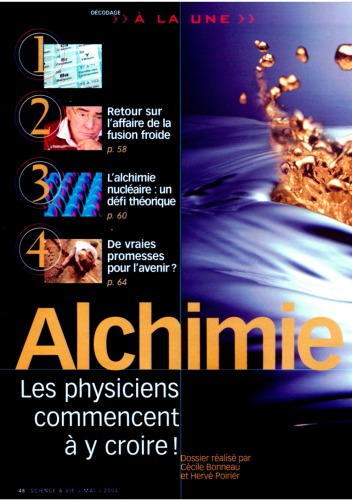 DÉCODAGE
>> À LA UNE >>
1
2
Retour sur
l'affaire de la
fusion froide
p. 58
3
L'alchimie
nucléaire : un
défi théorique
p. 60
4
De vraies
promesses
pour l'avenir ?
p. 64
Alchimie
Les physiciens
commencent
à y croire !
Dossier réalisé par
Cécile Bonneau
et Hervé Poirier
48 SCIENCE & VIE - MAI - 2004